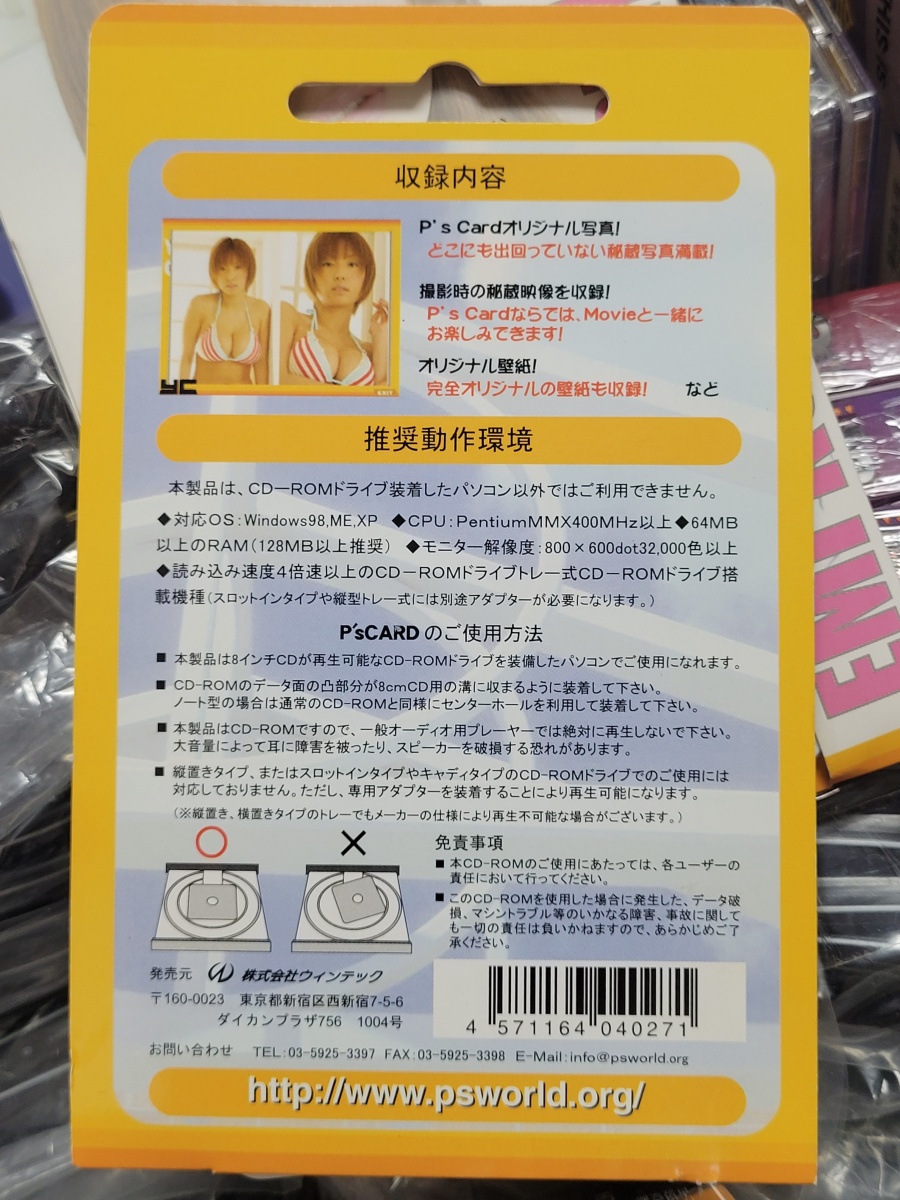 収録内容
P's Cardオリジナル写真!
どこにも出回っていない秘蔵写真満載!
撮影時の秘蔵映像を収録!
P's Cardならでは、Movieと一緒に
お楽しみできます!
オリジナル壁紙!
完全オリジナルの壁紙も収録! など
YC
EXIT
推奨動作環境
本製品は、CD-ROMドライブ装着したパソコン以外ではご利用できません。
◆対応OS:Windows98,ME,XP ◆CPU:PentiumMMX400MHz以上◆64MB
以上のRAM(128MB以上推奨) ◆モニター解像度:800×600dot32,000色以上
◆読み込み速度4倍速以上のCD-ROMドライブトレー式CD-ROMドライブ搭
載機種(スロットインタイプや縦型トレー式には別途アダプターが必要になります。)
P'sCARD のご使用方法
■ 本製品は8インチCDが再生可能なCD-ROMドライブを装備したパソコンでご使用になれます。
■ CD-ROMのデータ面の凸部分が8cmCD用の溝に収まるように装着して下さい。
ノート型の場合は通常のCD-ROMと同様にセンターホールを利用して装着して下さい。
■ 本製品はCD-ROMですので、一般オーディオ用プレーヤーでは絶対に再生しないで下さい。
大音量によって耳に障害を被ったり、スピーカーを破損する恐れがあります。
■ 縦置きタイプ、またはスロットインタイプやキャディタイプのCD-ROMドライブでのご使用には
対応しておりません。ただし、専用アダプターを装着することにより再生可能になります。
(※縦置き、横置きタイプのトレーでもメーカーの仕様により再生不可能な場合がございます。)
免責事項
■ 本CD-ROMのご使用にあたっては、各ユーザーの
責任において行ってください。
■ このCD-ROMを使用した場合に発生した、データ破
損、マシントラブル等のいかなる障害、事故に関して
も一切の責任は負いかねますので、あらかじめご了
承ください。
発売元 株式会社ウィンテック
〒160-0023 東京都新宿区西新宿7-5-6
ダイカンプラザ756 1004号
4 571164 040271
お問い合わせ TEL:03-5925-3397 FAX:03-5925-3398 E-Mail:info@psworld.org
http://www.psworld.org/